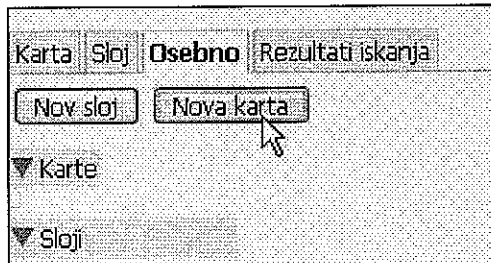 Karta Sloj Osebno Rezultati iskanja
Nov sloj Nova karta
Karte
Sloji